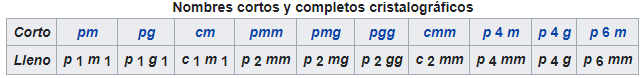 Nombres cortos y completos cristalográficos
Corto pm pg cm pmm pmg pgg cmm p 4 m p 4 g p 6 m
Lleno p 1 m 1 p 1 g 1 c 1 m 1 p 2 mm p 2 mg p 2 gg c 2 mm p 4 mm p 4 g p 6 mm